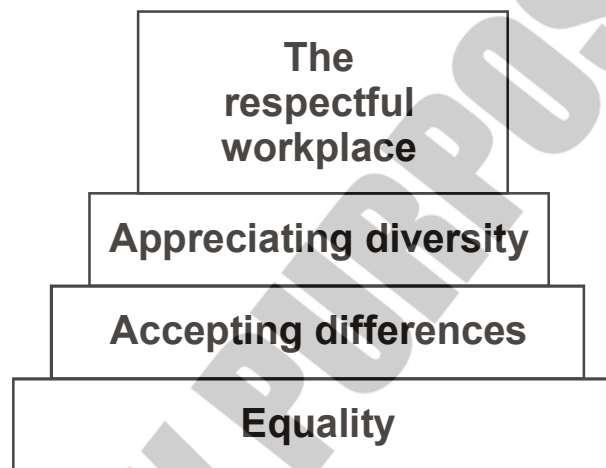 The
respectful
workplace
Appreciating diversity
Accepting differences
Equality